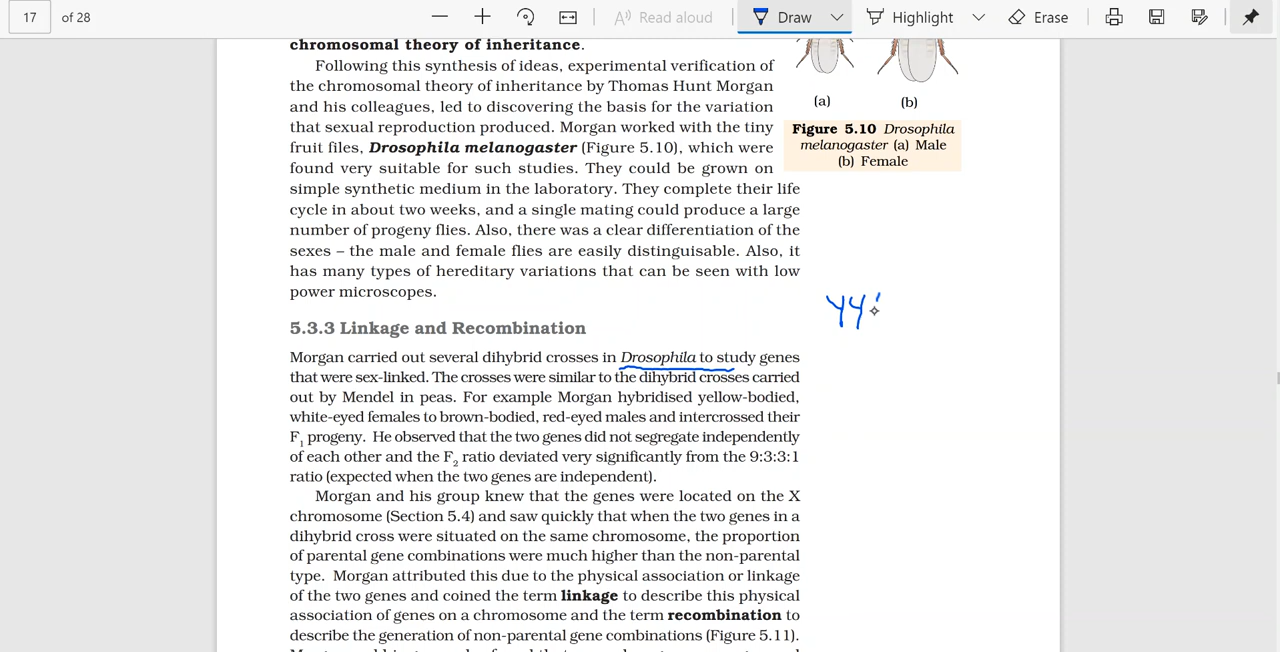 17 of 28 Read aloud Draw Highlight Erase
chromosomal theory of inheritance.
Following this synthesis of ideas, experimental verification of
the chromosomal theory of inheritance by Thomas Hunt Morgan
and his colleagues, led to discovering the basis for the variation
that sexual reproduction produced. Morgan worked with the tiny
fruit files, Drosophila melanogaster (Figure 5.10), which were
found very suitable for such studies. They could be grown on
simple synthetic medium in the laboratory. They complete their life
cycle in about two weeks, and a single mating could produce a large
number of progeny flies. Also, there was a clear differentiation of the
sexes – the male and female flies are easily distinguisable. Also, it
has many types of hereditary variations that can be seen with low
power microscopes.
(a) (b)
Figure 5.10 Drosophila
melanogaster (a) Male
(b) Female
5.3.3 Linkage and Recombination
Morgan carried out several dihybrid crosses in Drosophila to study genes
that were sex-linked. The crosses were similar to the dihybrid crosses carried
out by Mendel in peas. For example Morgan hybridised yellow-bodied,
white-eyed females to brown-bodied, red-eyed males and intercrossed their
F1 progeny. He observed that the two genes did not segregate independently
of each other and the F2 ratio deviated very significantly from the 9:3:3:1
ratio (expected when the two genes are independent).
Morgan and his group knew that the genes were located on the X
chromosome (Section 5.4) and saw quickly that when the two genes in a
dihybrid cross were situated on the same chromosome, the proportion
of parental gene combinations were much higher than the non-parental
type. Morgan attributed this due to the physical association or linkage
of the two genes and coined the term linkage to describe this physical
association of genes on a chromosome and the term recombination to
describe the generation of non-parental gene combinations (Figure 5.11).
YY